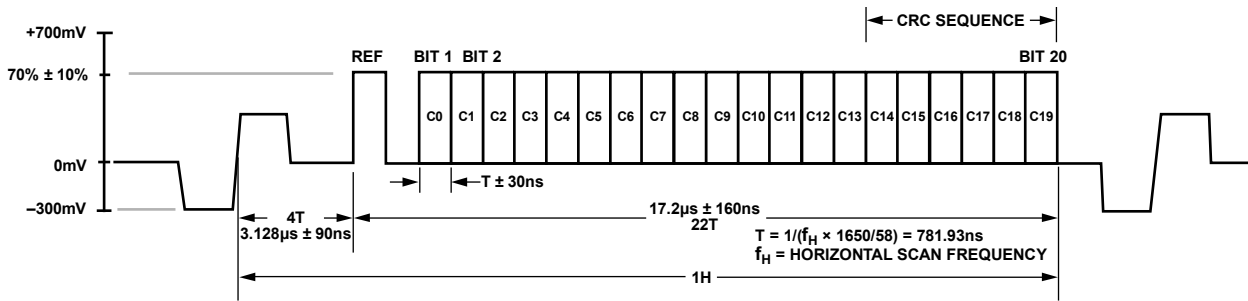 CRC SEQUENCE
+700mV
REF
BIT 1
BIT 2
BIT 20
70% ± 10%
C0
C1
C2
C3
C4
C5
C6
C7
C8
C9
C10
C11
C12
C13
C14
C15
C16
C17
C18
C19
0mV
T ± 30ns
–300mV
4T
3.128µs ± 90ns
17.2µs ± 160ns
22T
T = 1/(fH × 1650/58) = 781.93ns
fH = HORIZONTAL SCAN FREQUENCY
1H